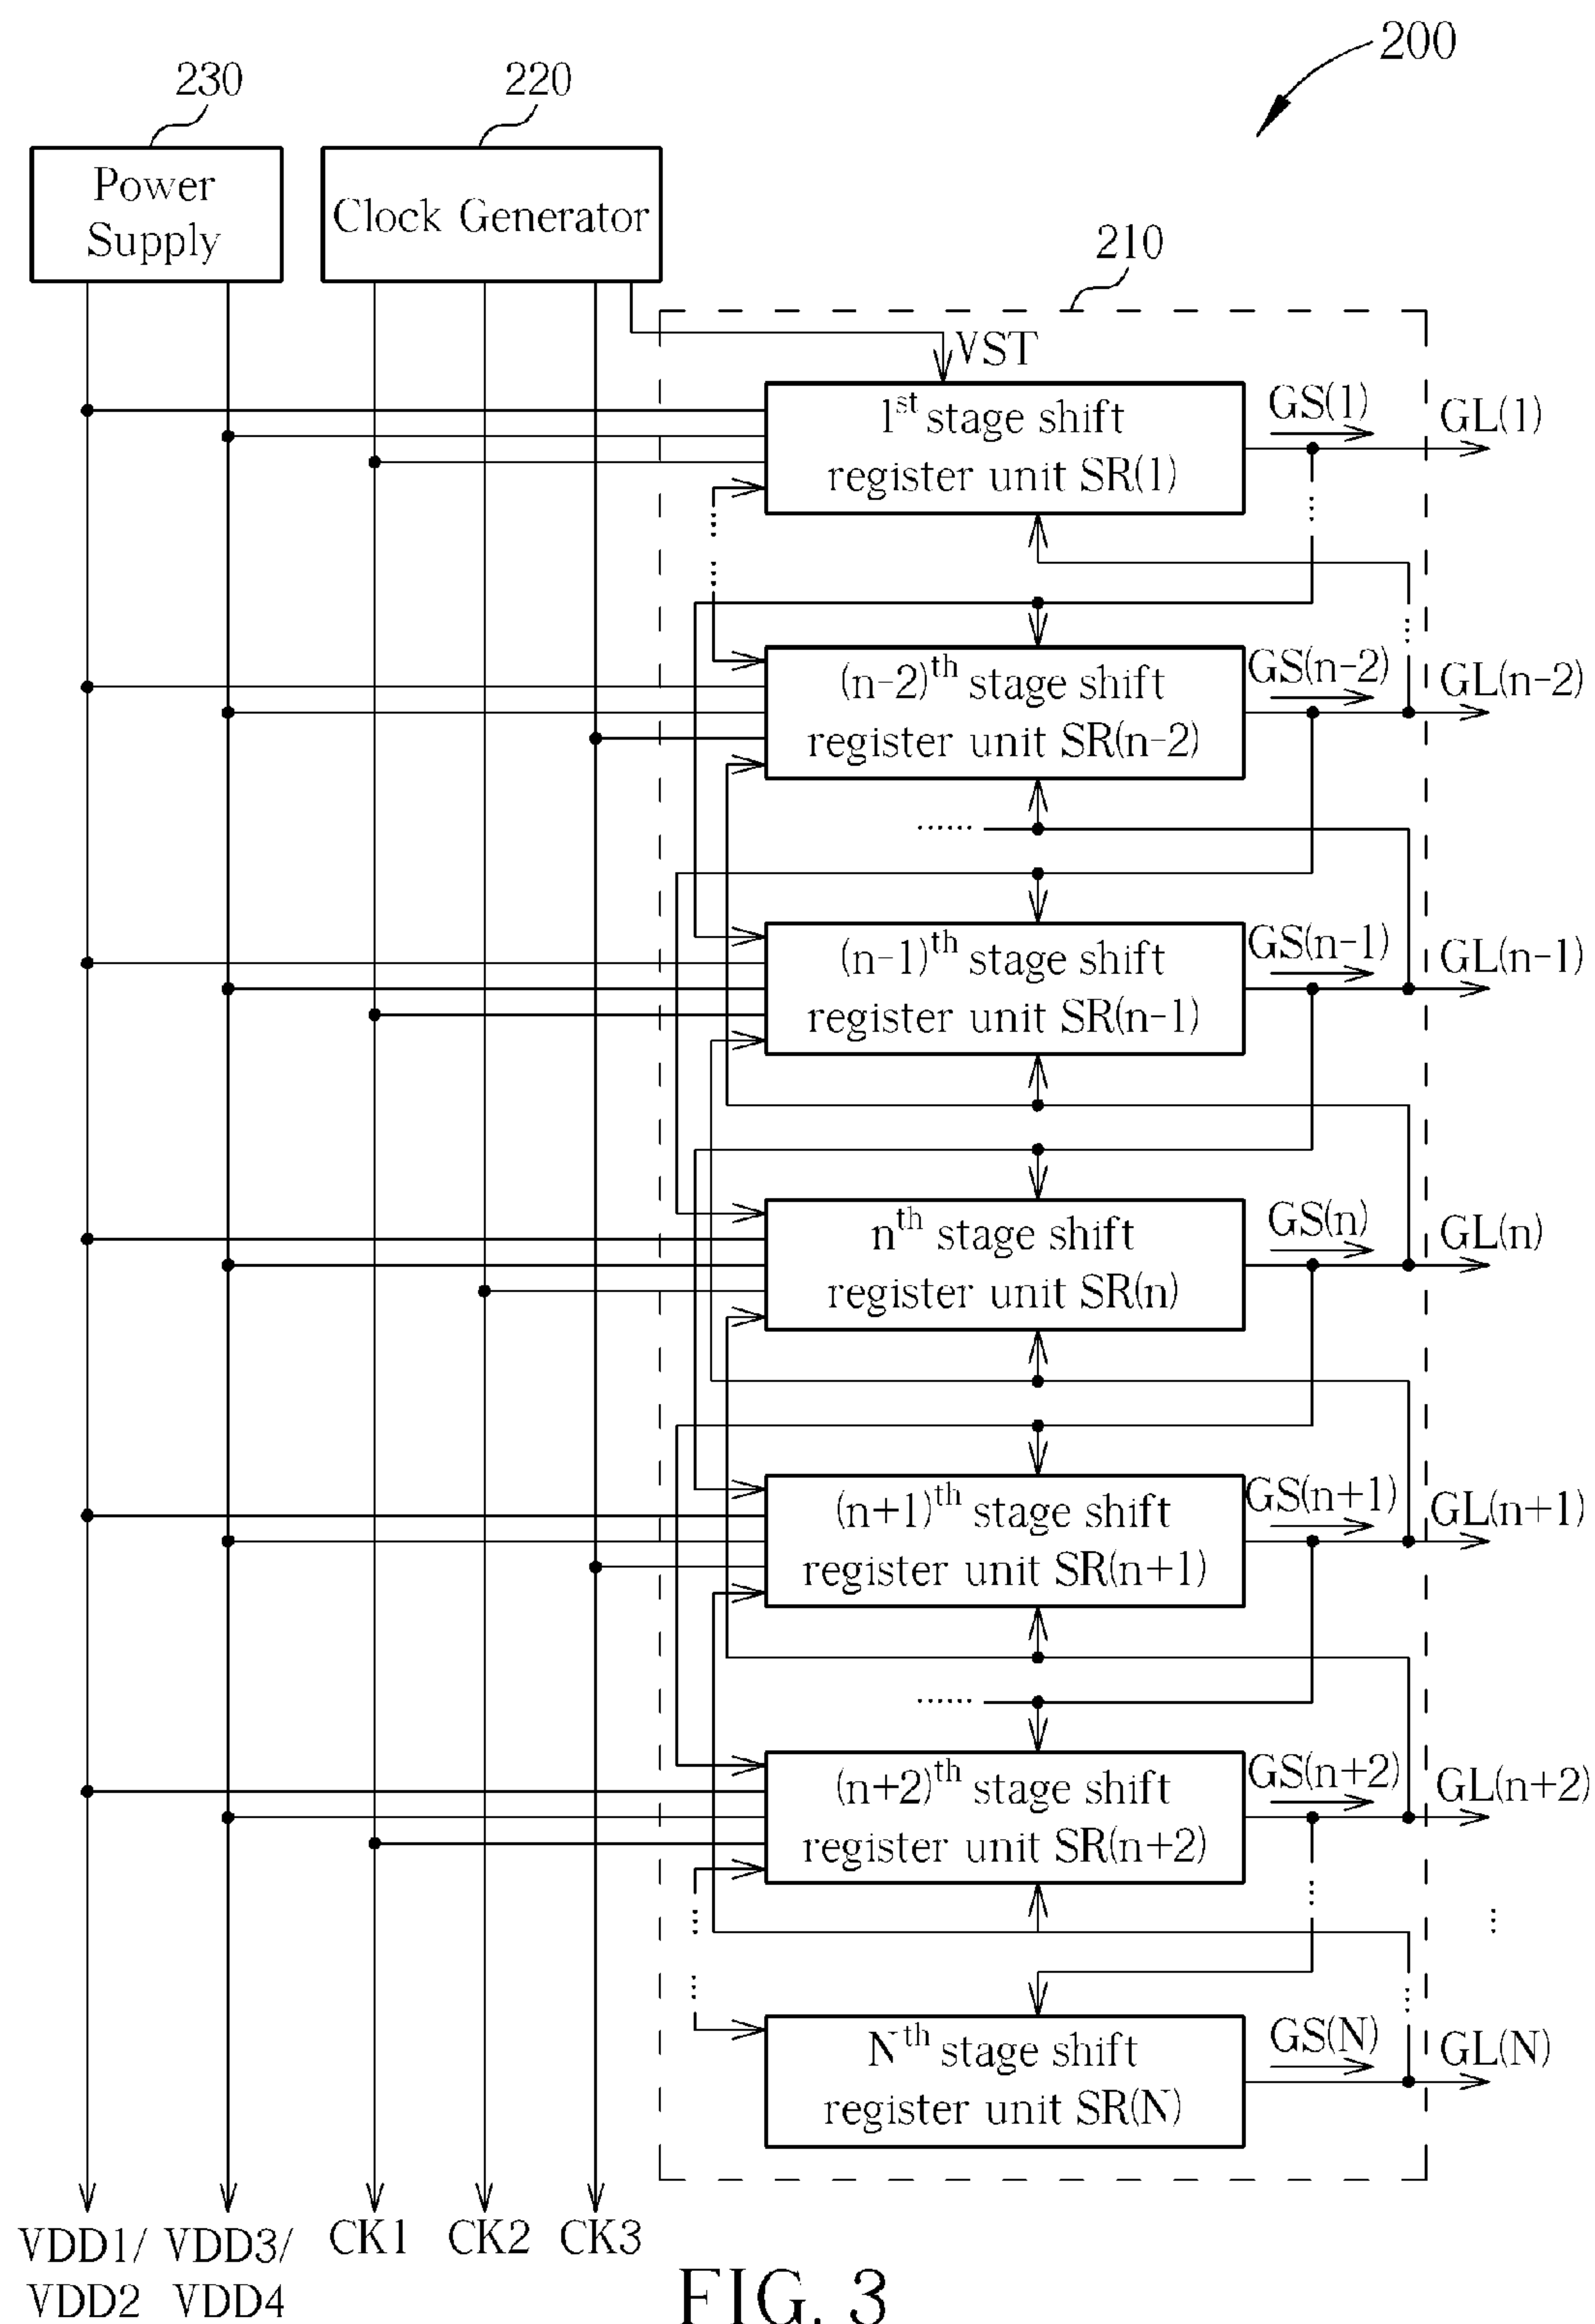 200
230
220
Power
Supply
Clock Generator
210
VST
1st stage shift
register unit SR(1)
GS(1)
GL(1)
(n-2)th stage shift
register unit SR(n-2)
GS(n-2)
GL(n-2)
(n-1)th stage shift
register unit SR(n-1)
GS(n-1)
GL(n-1)
nth stage shift
register unit SR(n)
GS(n)
GL(n)
(n+1)th stage shift
register unit SR(n+1)
GS(n+1)
GL(n+1)
(n+2)th stage shift
register unit SR(n+2)
GS(n+2)
GL(n+2)
Nth stage shift
register unit SR(N)
GS(N)
GL(N)
VDD1/
VDD2
VDD3/
VDD4
CK1
CK2
CK3
FIG. 3